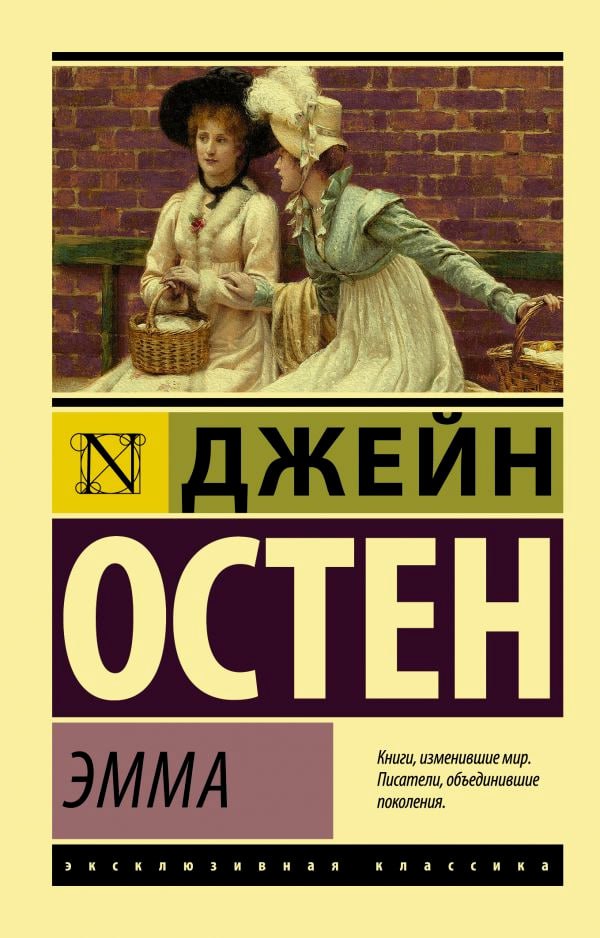 N
ДЖЕЙН
ОСТЕН
ЭММА
Книги, изменившие мир.
Писатели, объединившие
поколения.
эксклюзивная классика